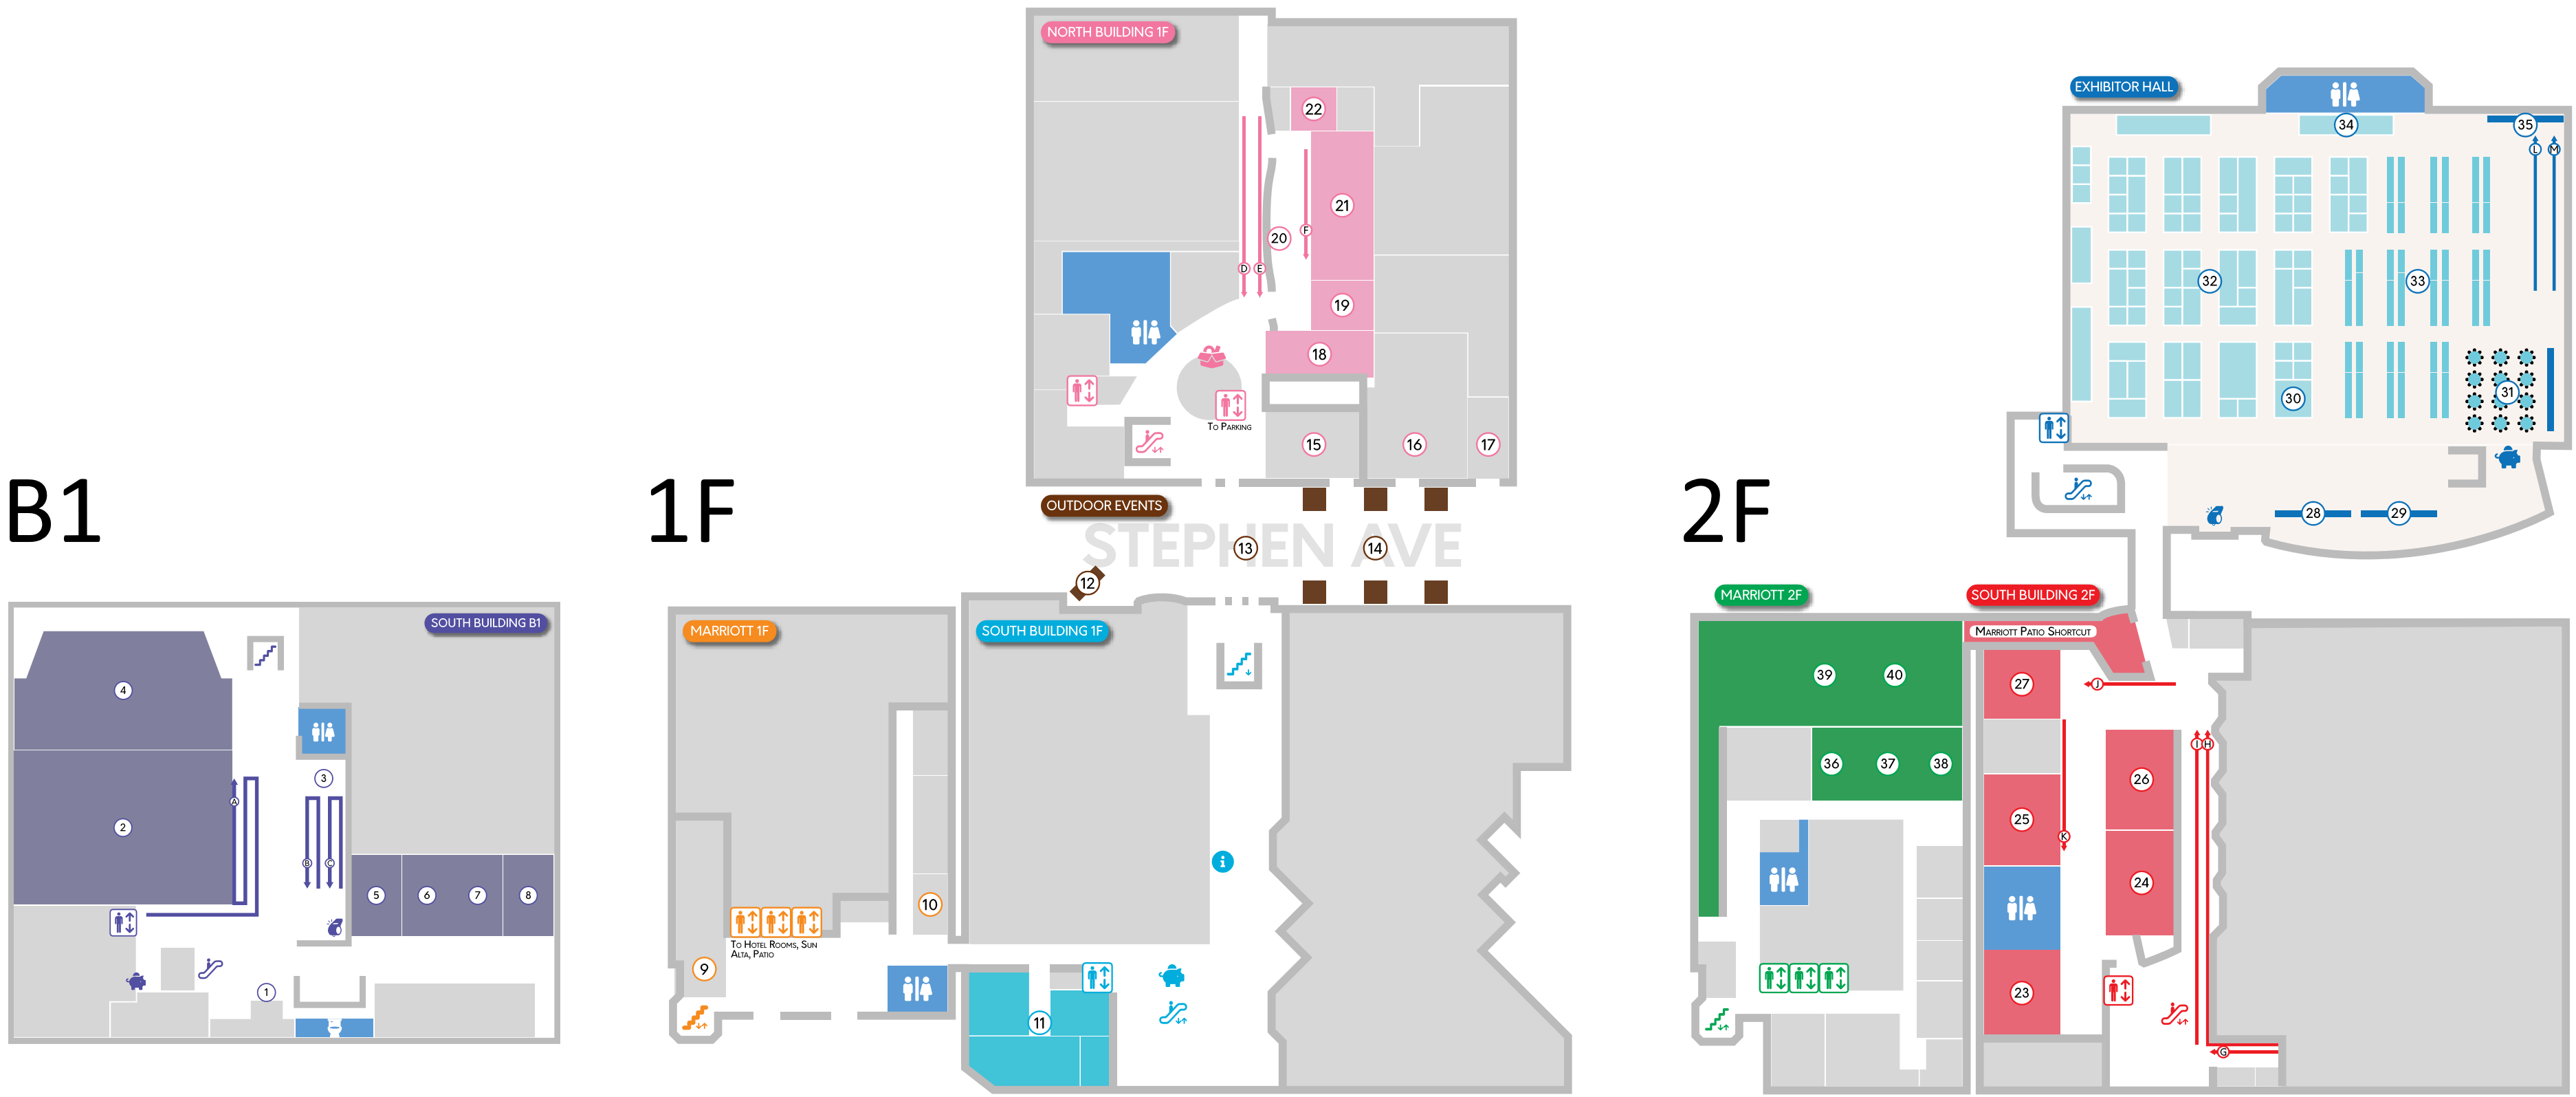 B1
SOUTH BUILDING B1
4
3
2
A
B
C
5
6
7
8
1
1F
NORTH BUILDING 1F
22
21
20
F
D
E
19
18
TO PARKING
15
16
17
OUTDOOR EVENTS
STEPHEN AVE
13
14
12
MARRIOTT 1F
SOUTH BUILDING 1F
i
10
TO HOTEL ROOMS, SUN
ALTA, PATIO
9
11
2F
EXHIBITOR HALL
34
35
L
M
32
33
30
31
28
29
MARRIOTT 2F
SOUTH BUILDING 2F
MARRIOTT PATIO SHORTCUT
39
40
27
J
I
H
36
37
38
26
25
K
24
23
G